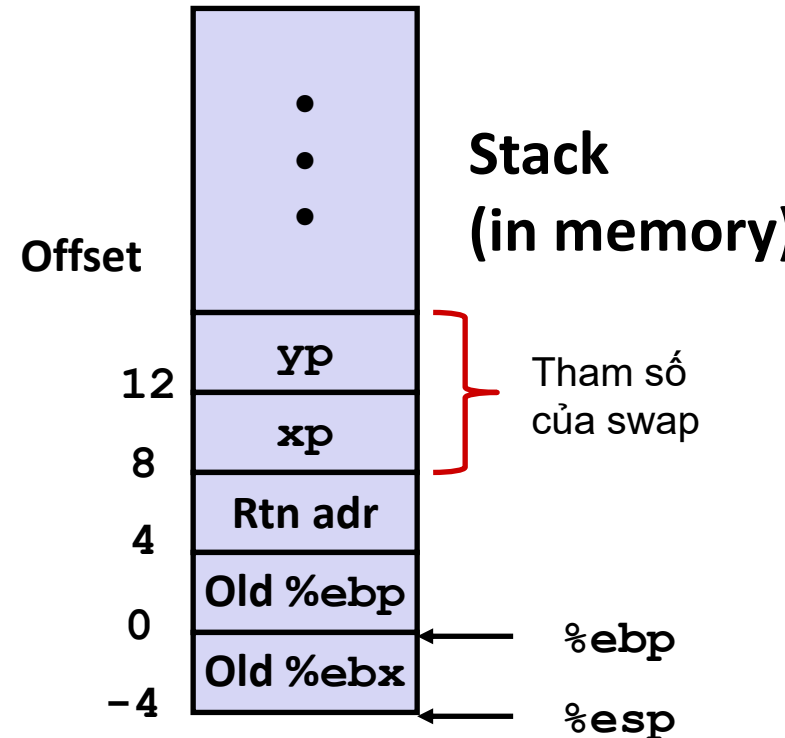 Stack
(in memory)
Offset
yp
12
xp
8
Tham số
của swap
Rtn adr
4
Old %ebp
0
%ebp
Old %ebx
-4
%esp